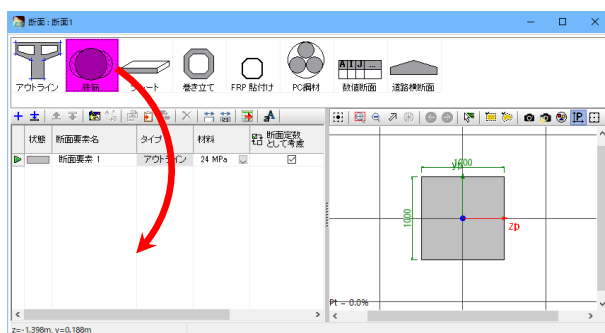 断面 : 断面1
アウトライン 鉄筋 シート 巻き立て FRP 貼付け PC鋼材 数値断面 道路横断面
状態 断面要素名 タイプ 材料 断面定数として考慮
断面要素 1 アウトライン 24 MPa
1000
yp
1000
zp
Pt = 0.0%
z=-1.398m, y=0.188m